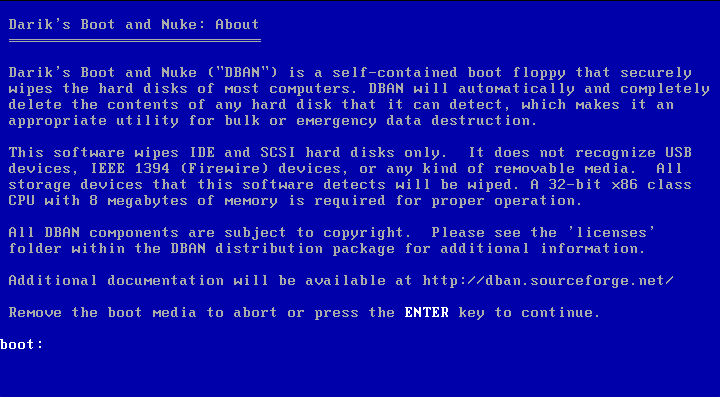 Darik's Boot and Nuke: About
Darik's Boot and Nuke ("DBAN") is a self-contained boot floppy that securely
wipes the hard disks of most computers. DBAN will automatically and completely
delete the contents of any hard disk that it can detect, which makes it an
appropriate utility for bulk or emergency data destruction.
This software wipes IDE and SCSI hard disks only.  It does not recognize USB
devices, IEEE 1394 (Firewire) devices, or any kind of removable media.  All
storage devices that this software detects will be wiped. A 32-bit x86 class
CPU with 8 megabytes of memory is required for proper operation.
All DBAN components are subject to copyright.  Please see the 'licenses'
folder within the DBAN distribution package for additional information.
Additional documentation will be available at http://dban.sourceforge.net/
Remove the boot media to abort or press the ENTER key to continue.
boot: